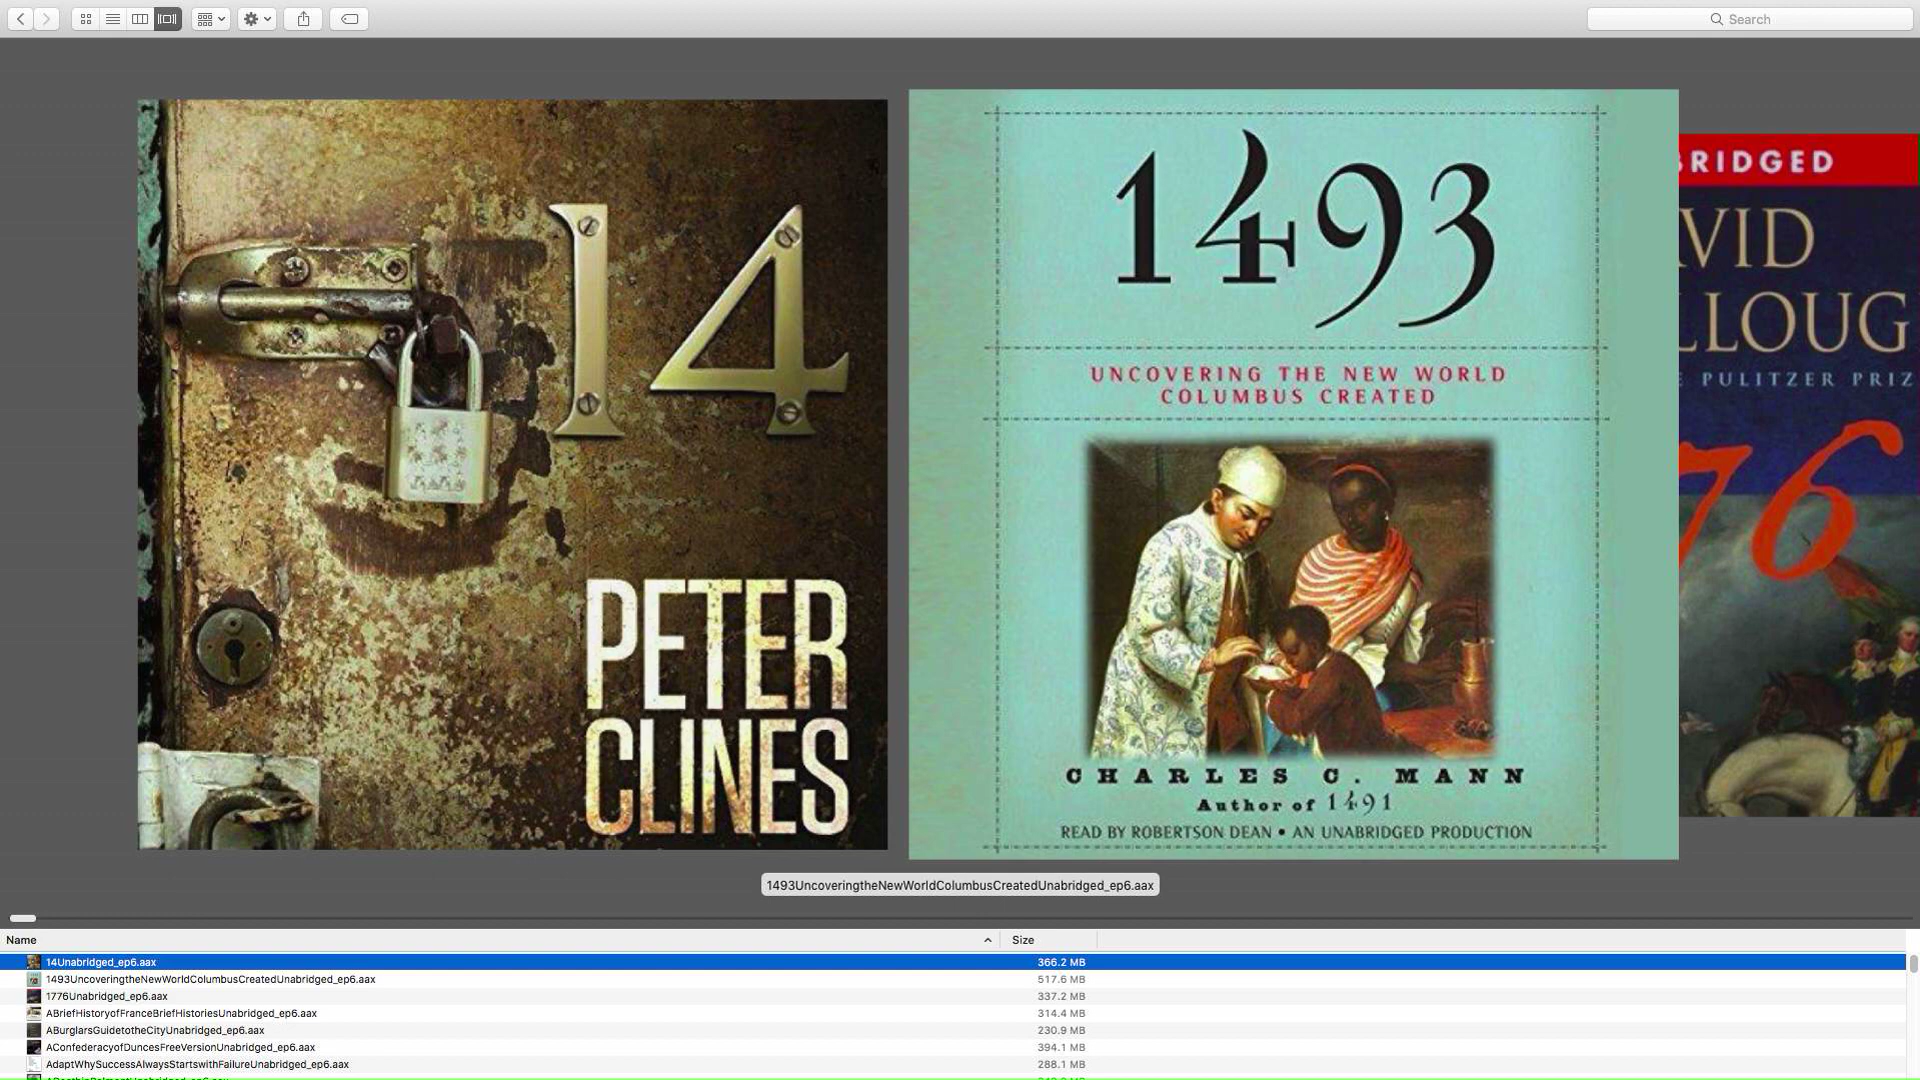 Search
14
PETER
CLINES
1493
UNCOVERING THE NEW WORLD
COLUMBUS CREATED
CHARLES C. MANN
Author of 1491
READ BY ROBERTSON DEAN • AN UNABRIDGED PRODUCTION
BRIDGED
VID
LLOUG
E PULITZER PRIZ
76
1493UncoveringtheNewWorldColumbusCreatedUnabridged_ep6.aax
Name Size
14Unabridged_ep6.aax 366.2 MB
1493UncoveringtheNewWorldColumbusCreatedUnabridged_ep6.aax 517.6 MB
1776Unabridged_ep6.aax 337.2 MB
ABriefHistoryofFranceBriefHistoriesUnabridged_ep6.aax 314.4 MB
ABurglarsGuidetotheCityUnabridged_ep6.aax 230.9 MB
AConfederacyofDuncesFreeVersionUnabridged_ep6.aax 394.1 MB
AdaptWhySuccessAlwaysStartswithFailureUnabridged_ep6.aax 288.1 MB